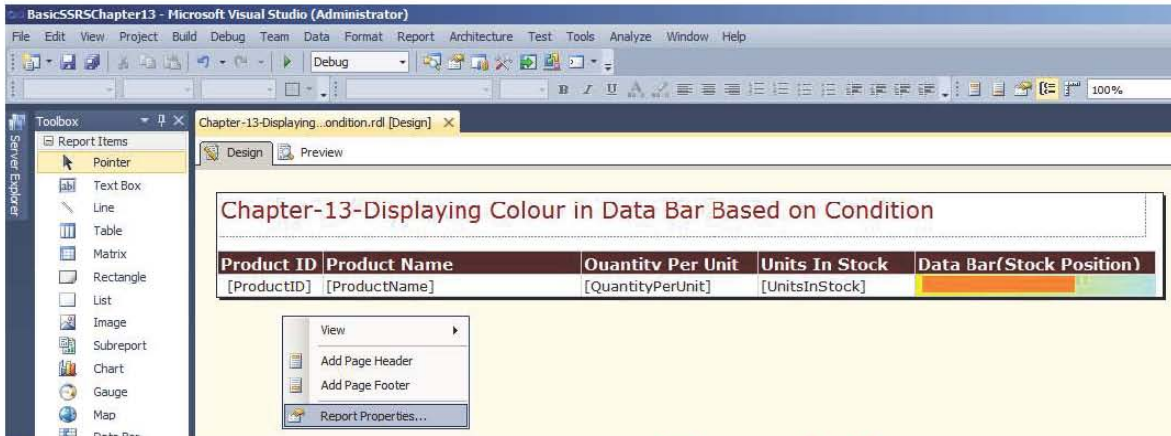 BasicSSRSChapter13 - Microsoft Visual Studio (Administrator)
File Edit View Project Build Debug Team Data Format Report Architecture Test Tools Analyze Window Help
Debug
B I U A 100%
Server Explorer
Toolbox
Chapter-13-Displaying...ondition.rdl [Design]
Report Items
Design Preview
Pointer
Text Box
Line
Table
Matrix
Rectangle
List
Image
Subreport
Chart
Gauge
Map
Data Bar
Chapter-13-Displaying Colour in Data Bar Based on Condition
Product ID Product Name Quantity Per Unit Units In Stock Data Bar(Stock Position)
[ProductID] [ProductName] [QuantityPerUnit] [UnitsInStock]
View
Add Page Header
Add Page Footer
Report Properties...